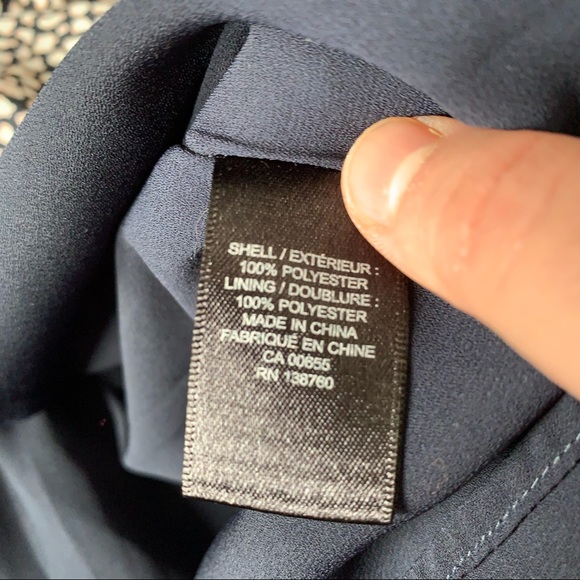 SHELL / EXTÉRIEUR :
100% POLYESTER
LINING / DOUBLURE :
100% POLYESTER
MADE IN CHINA
FABRIQUÉ EN CHINE
CA 00655
RN 138760